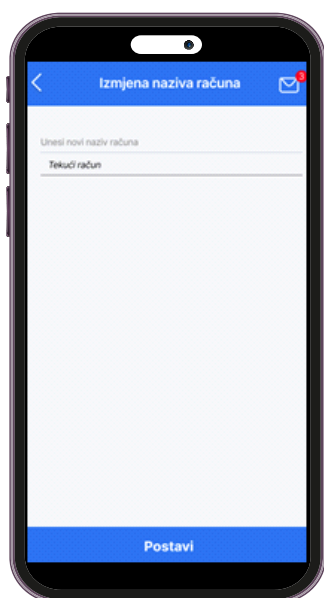 Izmjena naziva računa
3
Unesi novi naziv računa
Tekući račun
Postavi